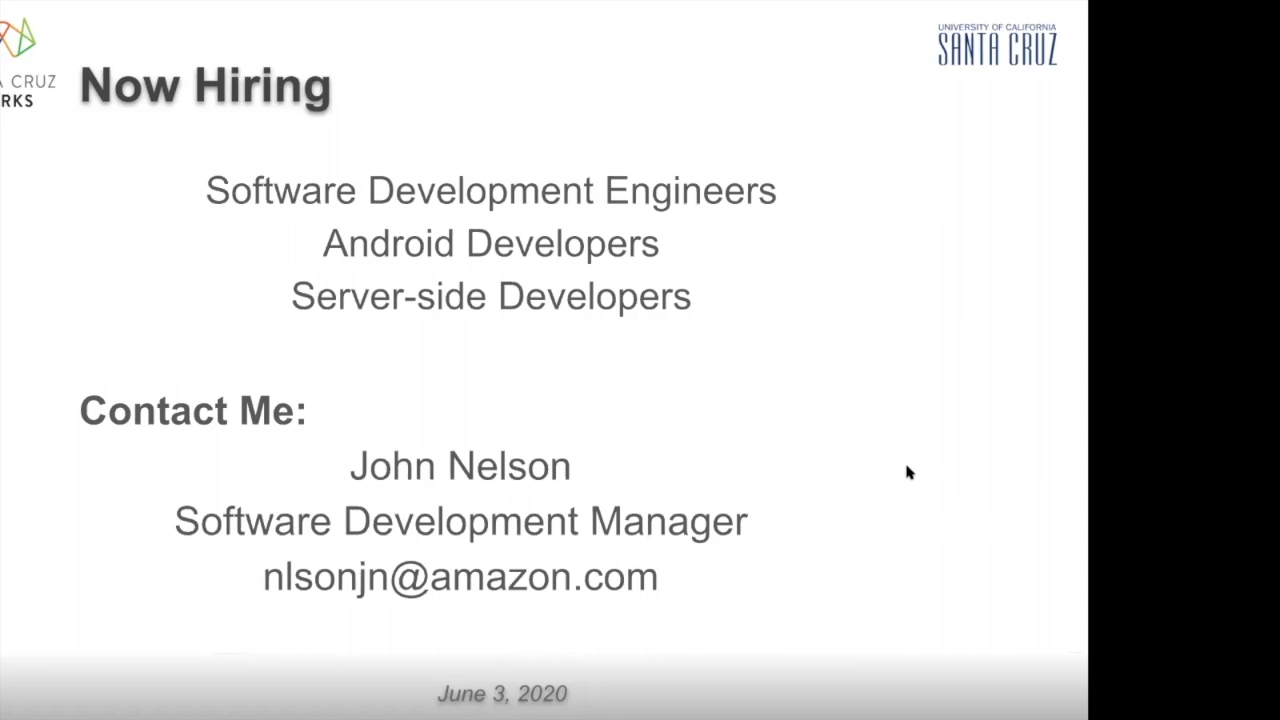 UNIVERSITY OF CALIFORNIA
SANTA CRUZ
A CRUZ
RKS
Now Hiring
Software Development Engineers
Android Developers
Server-side Developers
Contact Me:
John Nelson
Software Development Manager
nlsonjn@amazon.com
June 3, 2020